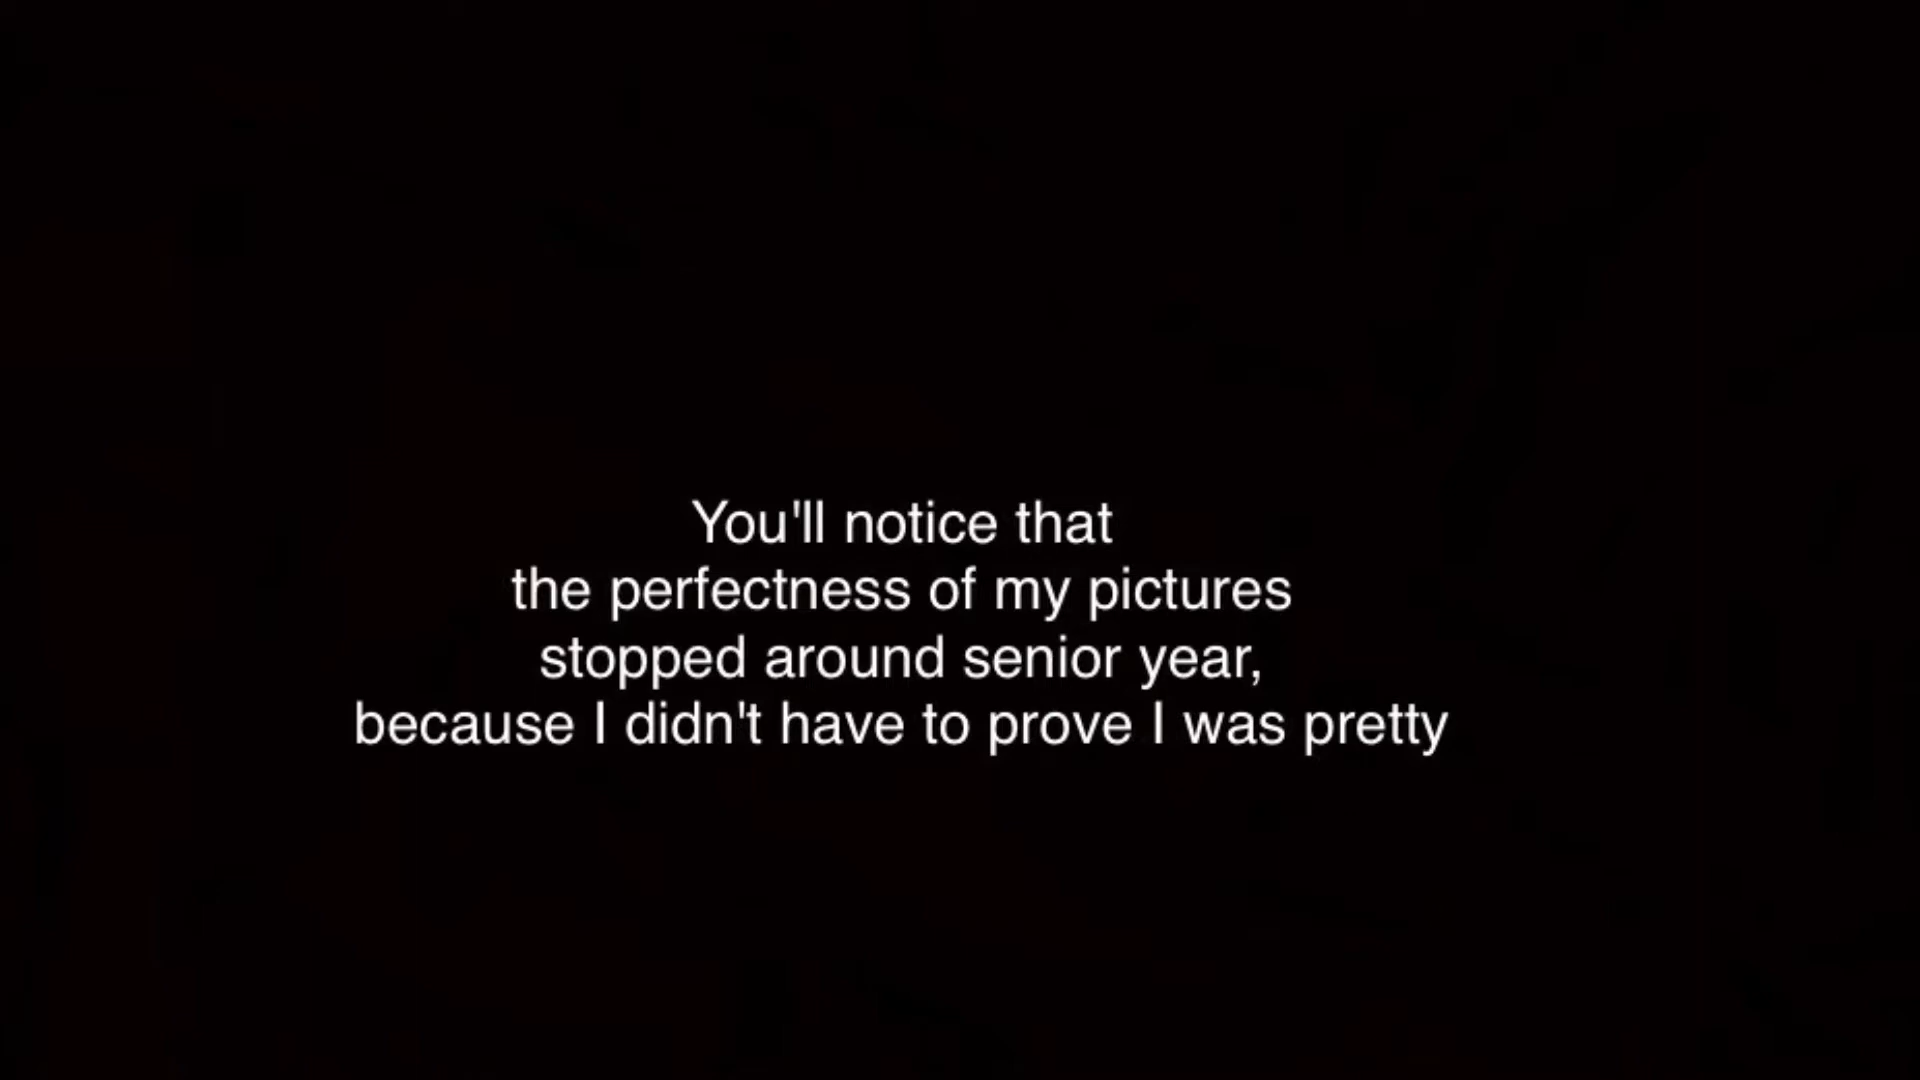 You'll notice that
the perfectness of my pictures
stopped around senior year,
because I didn't have to prove I was pretty